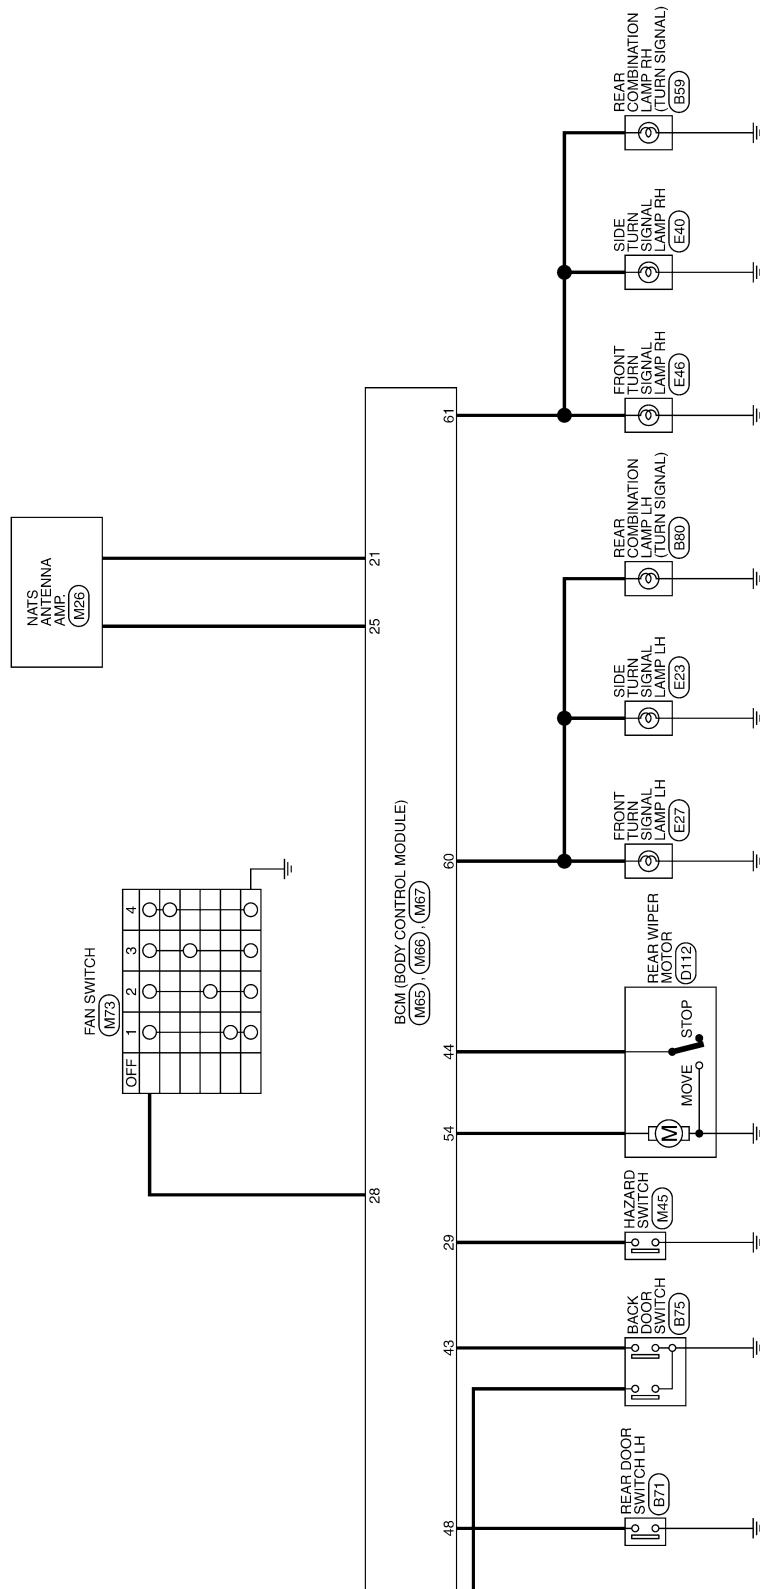 NATS
ANTENNA
AMP.
M26
FAN SWITCH
M73
OFF
1
2
3
4
28
25
21
BCM (BODY CONTROL MODULE)
M65 , M66 , M67
48
43
29
54
44
60
61
REAR DOOR
SWITCH LH
B71
BACK
DOOR
SWITCH
B75
HAZARD
SWITCH
M45
REAR WIPER
MOTOR
D112
M
MOVE
STOP
FRONT
TURN
SIGNAL
LAMP LH
E27
SIDE
TURN
SIGNAL
LAMP LH
E23
REAR
COMBINATION
LAMP LH
(TURN SIGNAL)
B80
FRONT
TURN
SIGNAL
LAMP RH
E46
SIDE
TURN
SIGNAL
LAMP RH
E40
REAR
COMBINATION
LAMP RH
(TURN SIGNAL)
B59